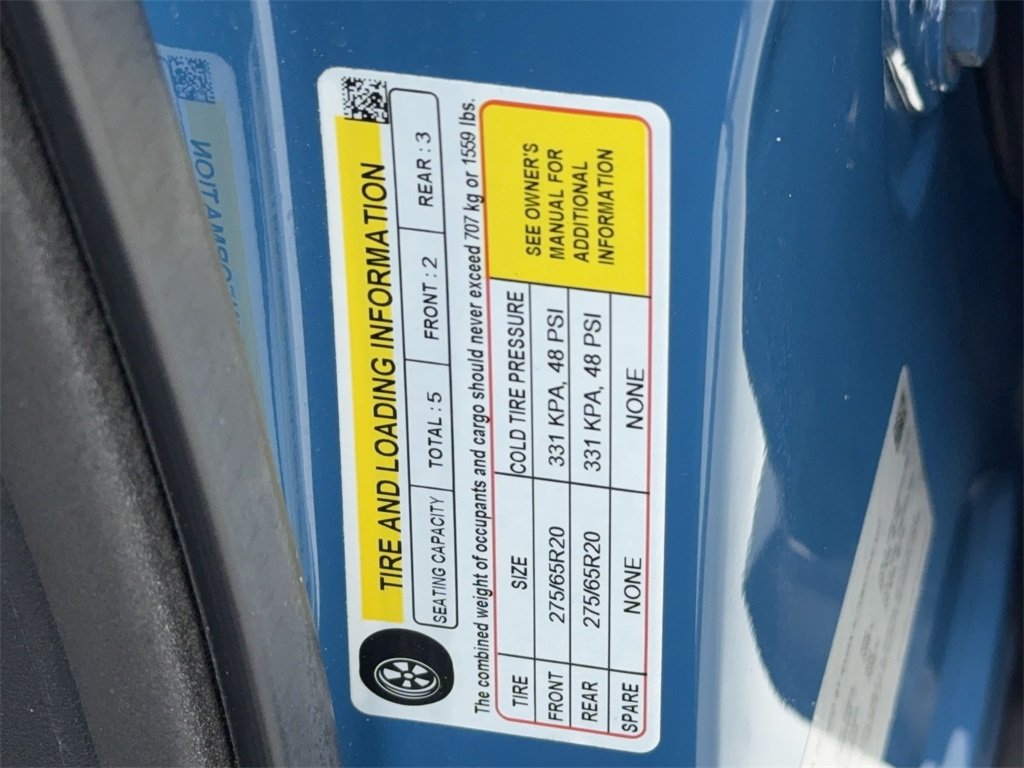 TIRE AND LOADING INFORMATION
SEATING CAPACITY TOTAL : 5 FRONT : 2 REAR : 3
The combined weight of occupants and cargo should never exceed 707 kg or 1559 lbs.
TIRE SIZE COLD TIRE PRESSURE
FRONT 275/65R20 331 KPA, 48 PSI
REAR 275/65R20 331 KPA, 48 PSI
SPARE NONE NONE
SEE OWNER'S
MANUAL FOR
ADDITIONAL
INFORMATION